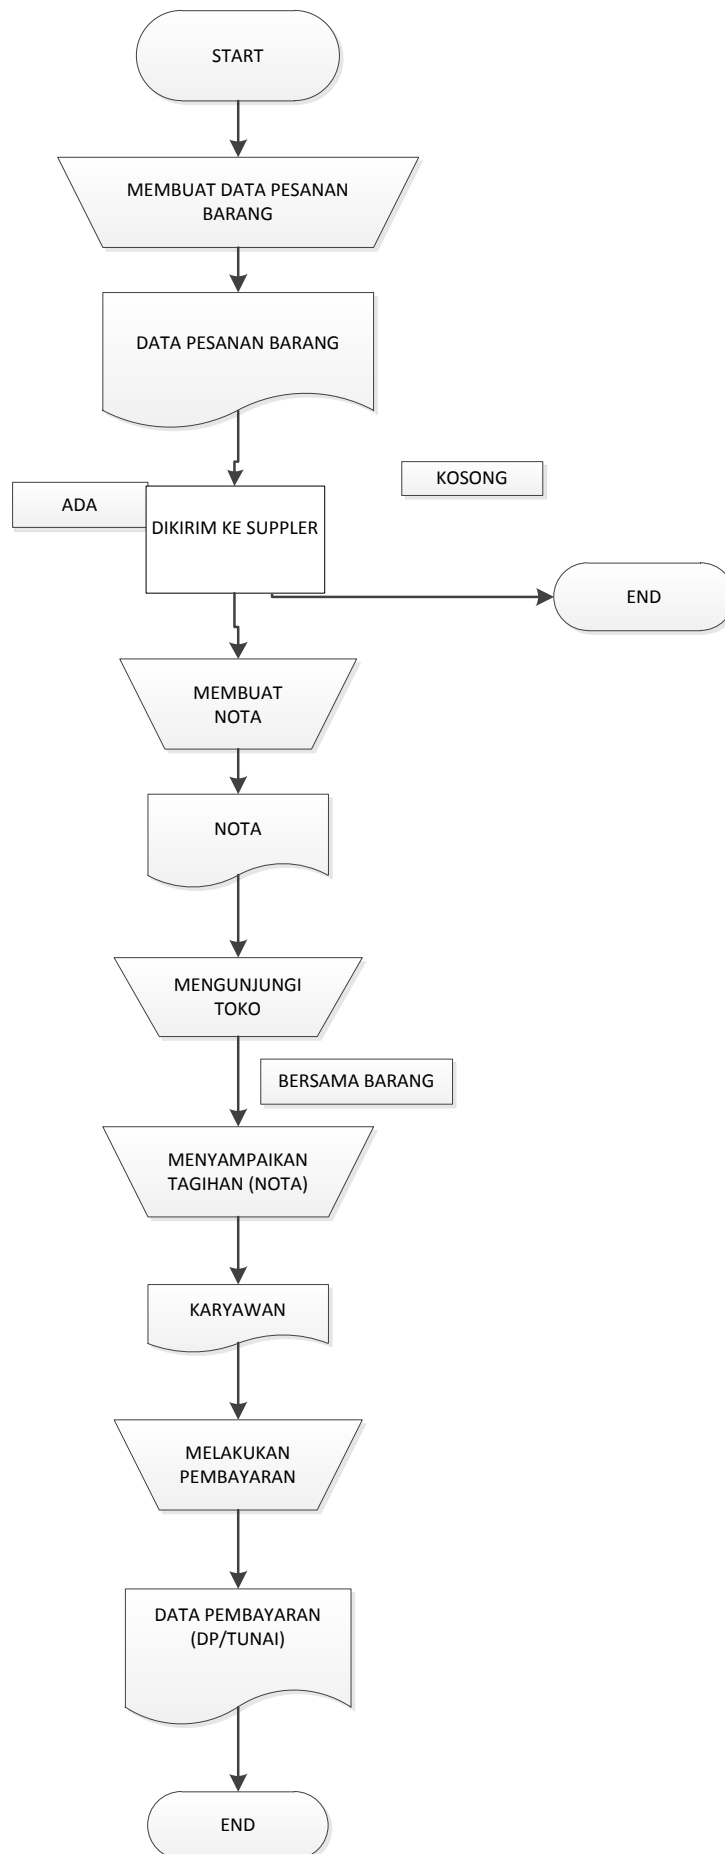 START
MEMBUAT DATA PESANAN
BARANG
DATA PESANAN BARANG
KOSONG
ADA
DIKIRIM KE SUPPLER
END
MEMBUAT
NOTA
NOTA
MENGUNJUNGI
TOKO
BERSAMA BARANG
MENYAMPAIKAN
TAGIHAN (NOTA)
KARYAWAN
MELAKUKAN
PEMBAYARAN
DATA PEMBAYARAN
(DP/TUNAI)
END